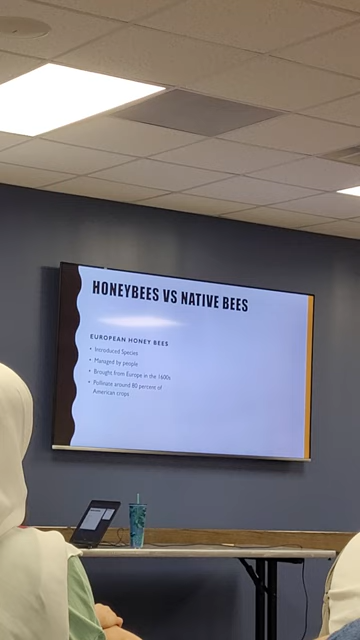 HONEYBEES VS NATIVE BEES
EUROPEAN HONEY BEES
• Introduced Species
• Managed by people
• Brought from Europe in the 1600s
• Pollinate around 80 percent of
American crops